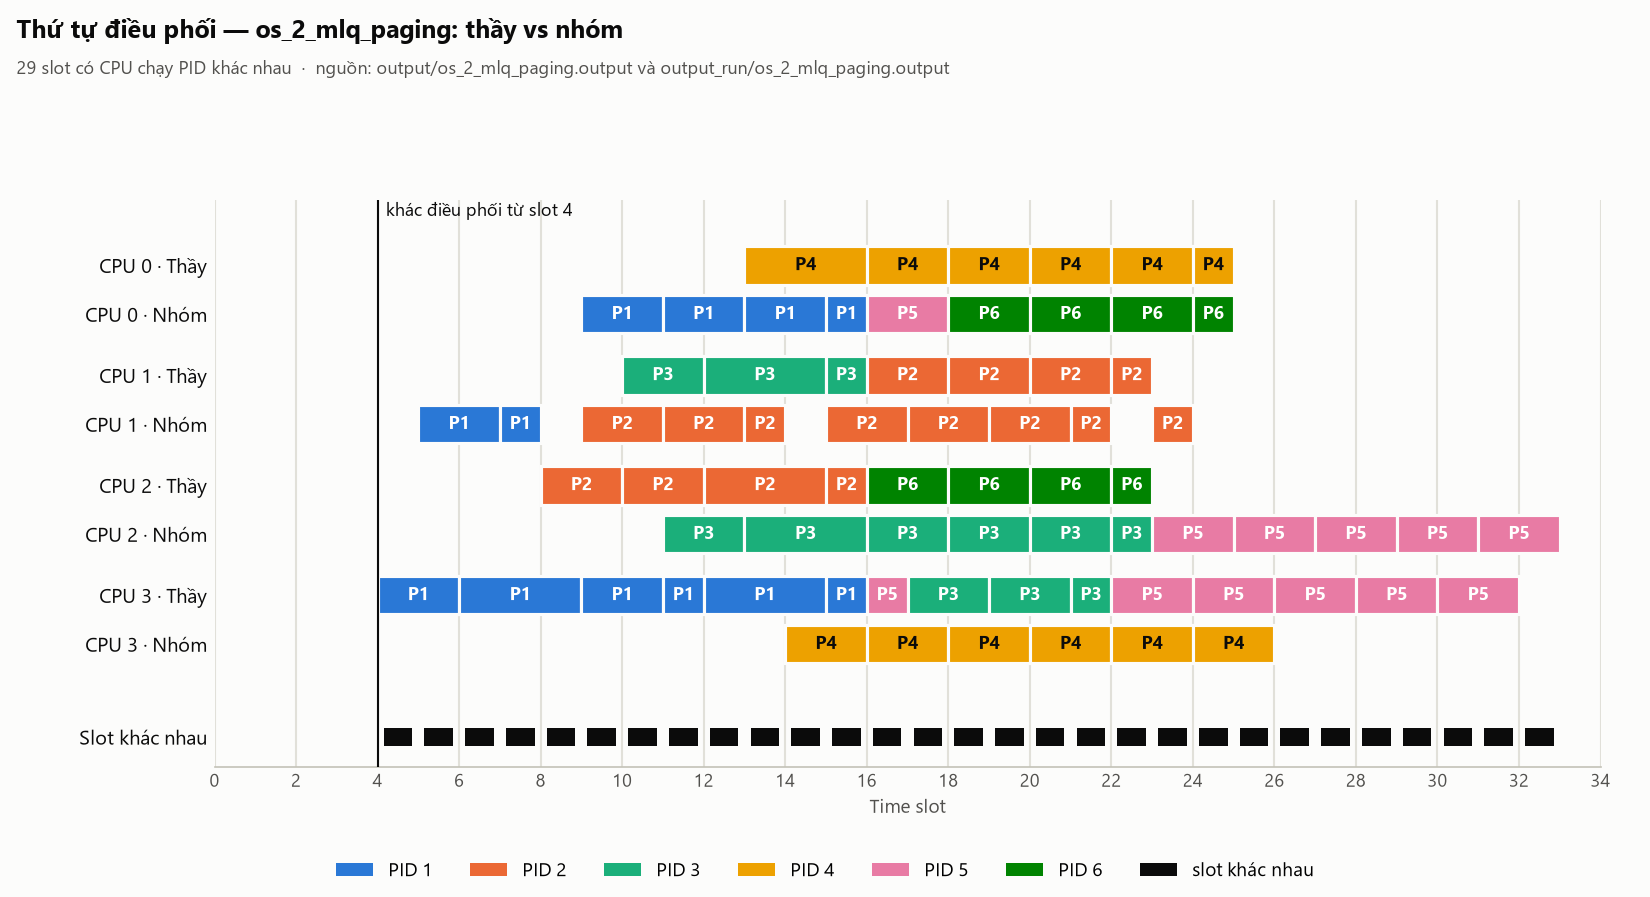 Thứ tự điều phối — os_2_mlq_paging: thầy vs nhóm
29 slot có CPU chạy PID khác nhau · nguồn: output/os_2_mlq_paging.output và output_run/os_2_mlq_paging.output
khác điều phối từ slot 4
CPU 0 · Thầy P4 P4 P4 P4 P4 P4
CPU 0 · Nhóm P1 P1 P1 P1 P5 P6 P6 P6 P6
CPU 1 · Thầy P3 P3 P3 P2 P2 P2 P2
CPU 1 · Nhóm P1 P1 P2 P2 P2 P2 P2 P2 P2 P2
CPU 2 · Thầy P2 P2 P2 P2 P6 P6 P6 P6
CPU 2 · Nhóm P3 P3 P3 P3 P3 P3 P5 P5 P5 P5 P5
CPU 3 · Thầy P1 P1 P1 P1 P1 P1 P5 P3 P3 P3 P5 P5 P5 P5 P5
CPU 3 · Nhóm P4 P4 P4 P4 P4 P4
Slot khác nhau
0 2 4 6 8 10 12 14 16 18 20 22 24 26 28 30 32 34
Time slot
PID 1 PID 2 PID 3 PID 4 PID 5 PID 6 slot khác nhau